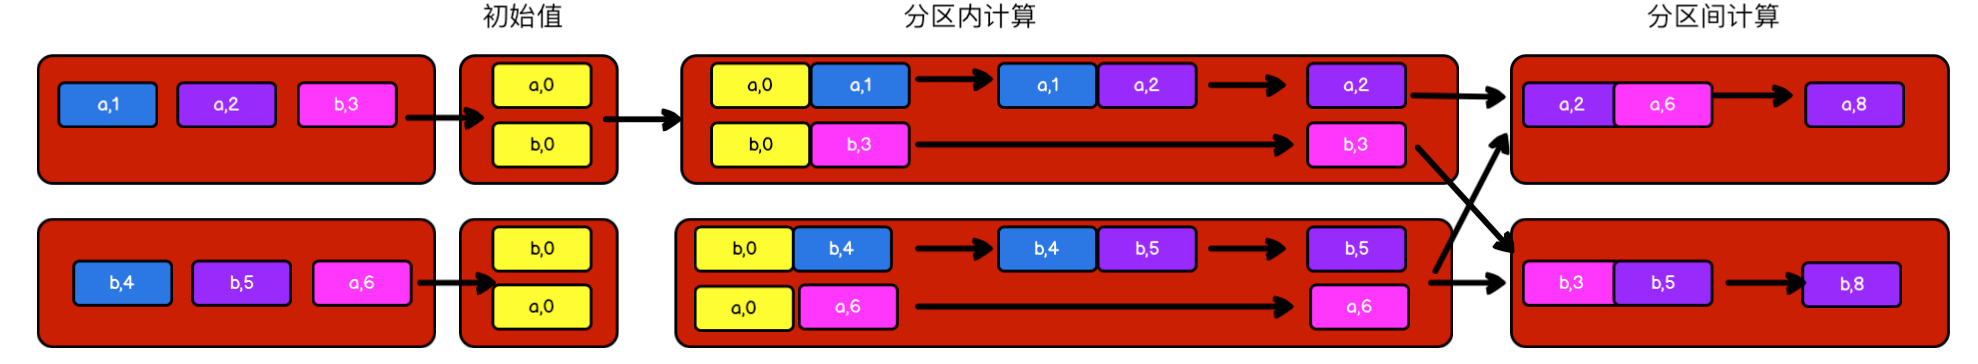 初始值
分区内计算
分区间计算
a,1 a,2 b,3
a,0
b,0
a,0 a,1 a,1 a,2 a,2
b,0 b,3 b,3
a,2 a,6 a,8
b,4 b,5 a,6
b,0
a,0
b,0 b,4 b,4 b,5 b,5
a,0 a,6 a,6
b,3 b,5 b,8